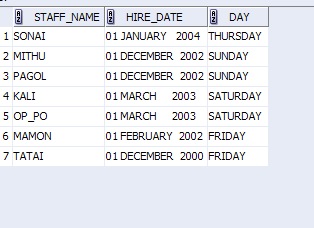 STAFF_NAME HIRE_DATE DAY
1 SONAI 01 JANUARY 2004 THURSDAY
2 MITHU 01 DECEMBER 2002 SUNDAY
3 PAGOL 01 DECEMBER 2002 SUNDAY
4 KALI 01 MARCH 2003 SATURDAY
5 OP_PO 01 MARCH 2003 SATURDAY
6 MAMON 01 FEBRUARY 2002 FRIDAY
7 TATAI 01 DECEMBER 2000 FRIDAY